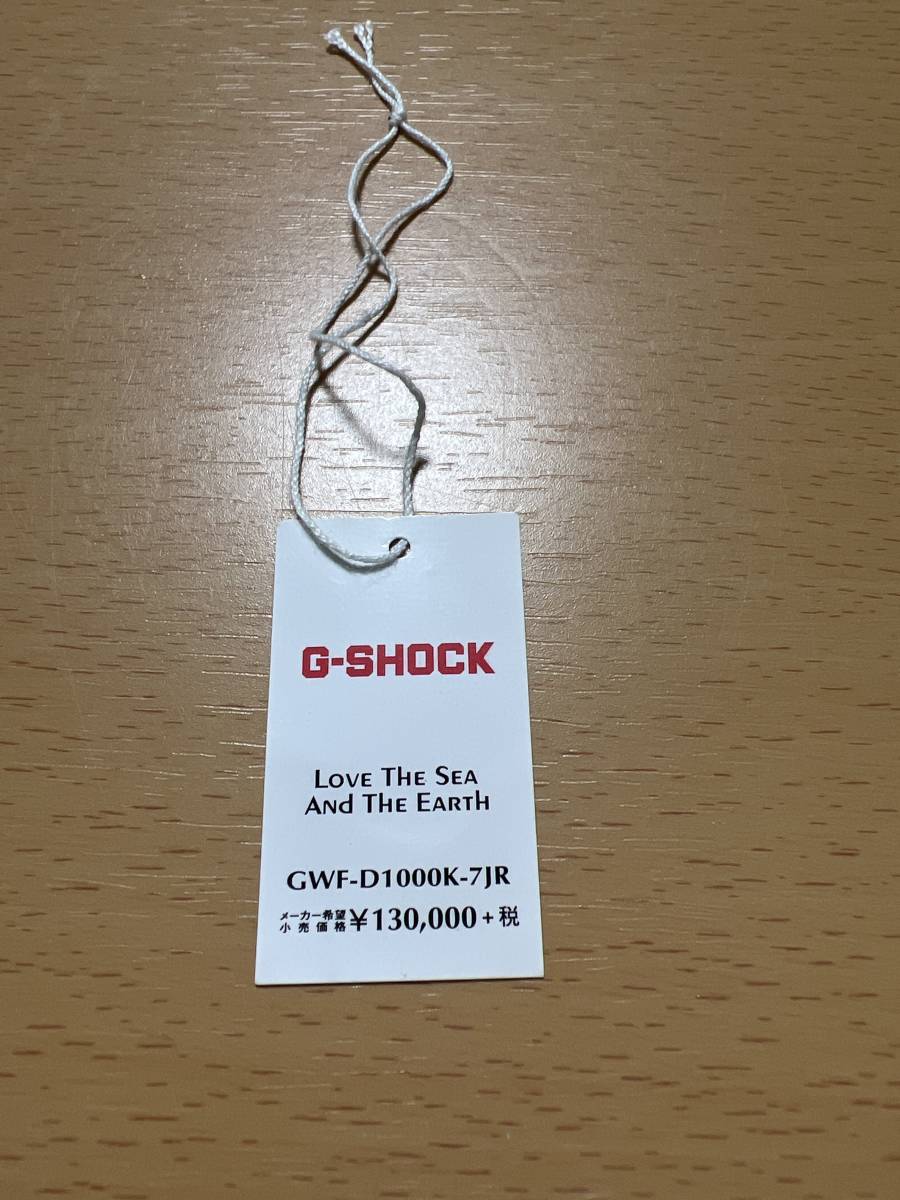 G-SHOCK
LOVE THE SEA
AND THE EARTH
GWF-D1000K-7JR
メーカー希望
小売価格 ¥130,000+税